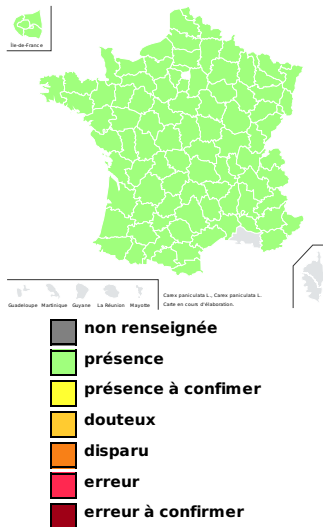 Île-de-France
Guadeloupe Martinique Guyane La Réunion Mayotte
Carex paniculata L., Carex paniculata L.
Carte en cours d'élaboration.
non renseignée
présence
présence à confimer
douteux
disparu
erreur
erreur à confirmer